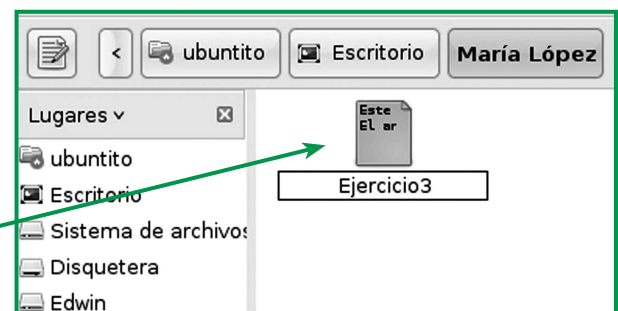 < ubuntito Escritorio María López
Lugares
ubuntito
Escritorio
Sistema de archivos
Disquetera
Edwin
Este
El ar
Ejercicio3